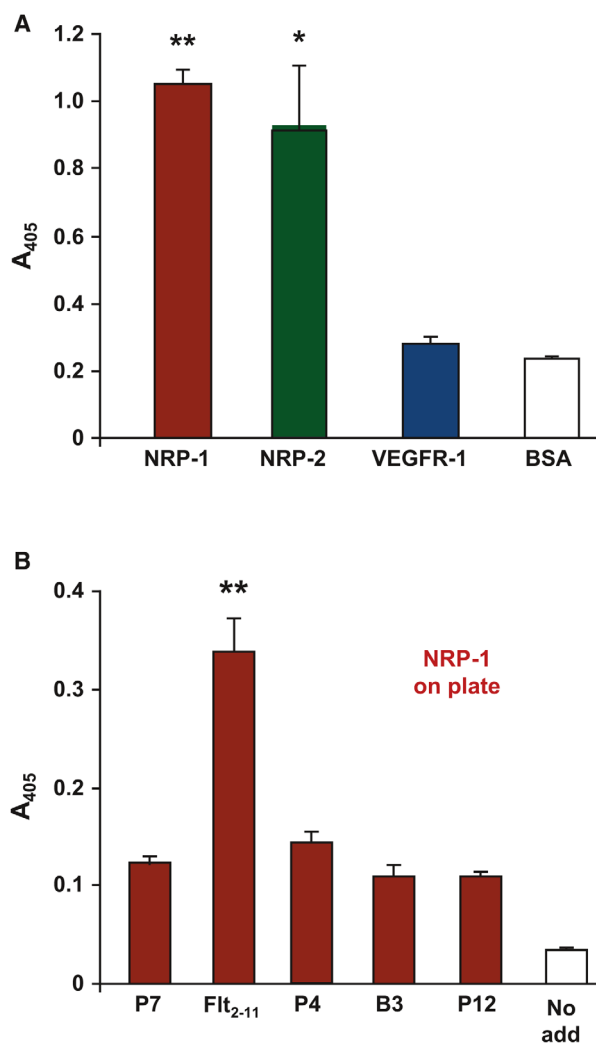 A
1.2
1.0
0.8
0.6
0.4
0.2
0
A₄₀₅
** *
NRP-1 NRP-2 VEGFR-1 BSA
B
0.4
0.3
0.2
0.1
0
A₄₀₅
**
NRP-1
on plate
P7 Flt₂₋₁₁ P4 B3 P12 No
add